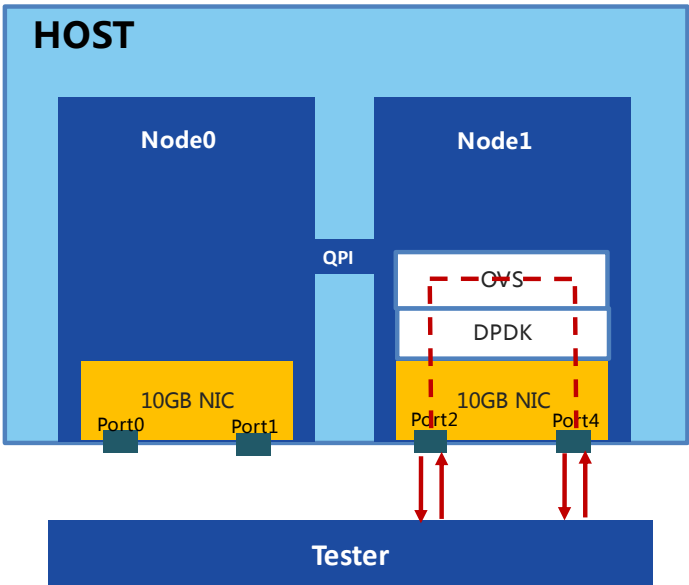 HOST
Node0
Node1
QPI
OVS
DPDK
10GB NIC
10GB NIC
Port0
Port1
Port2
Port4
Tester